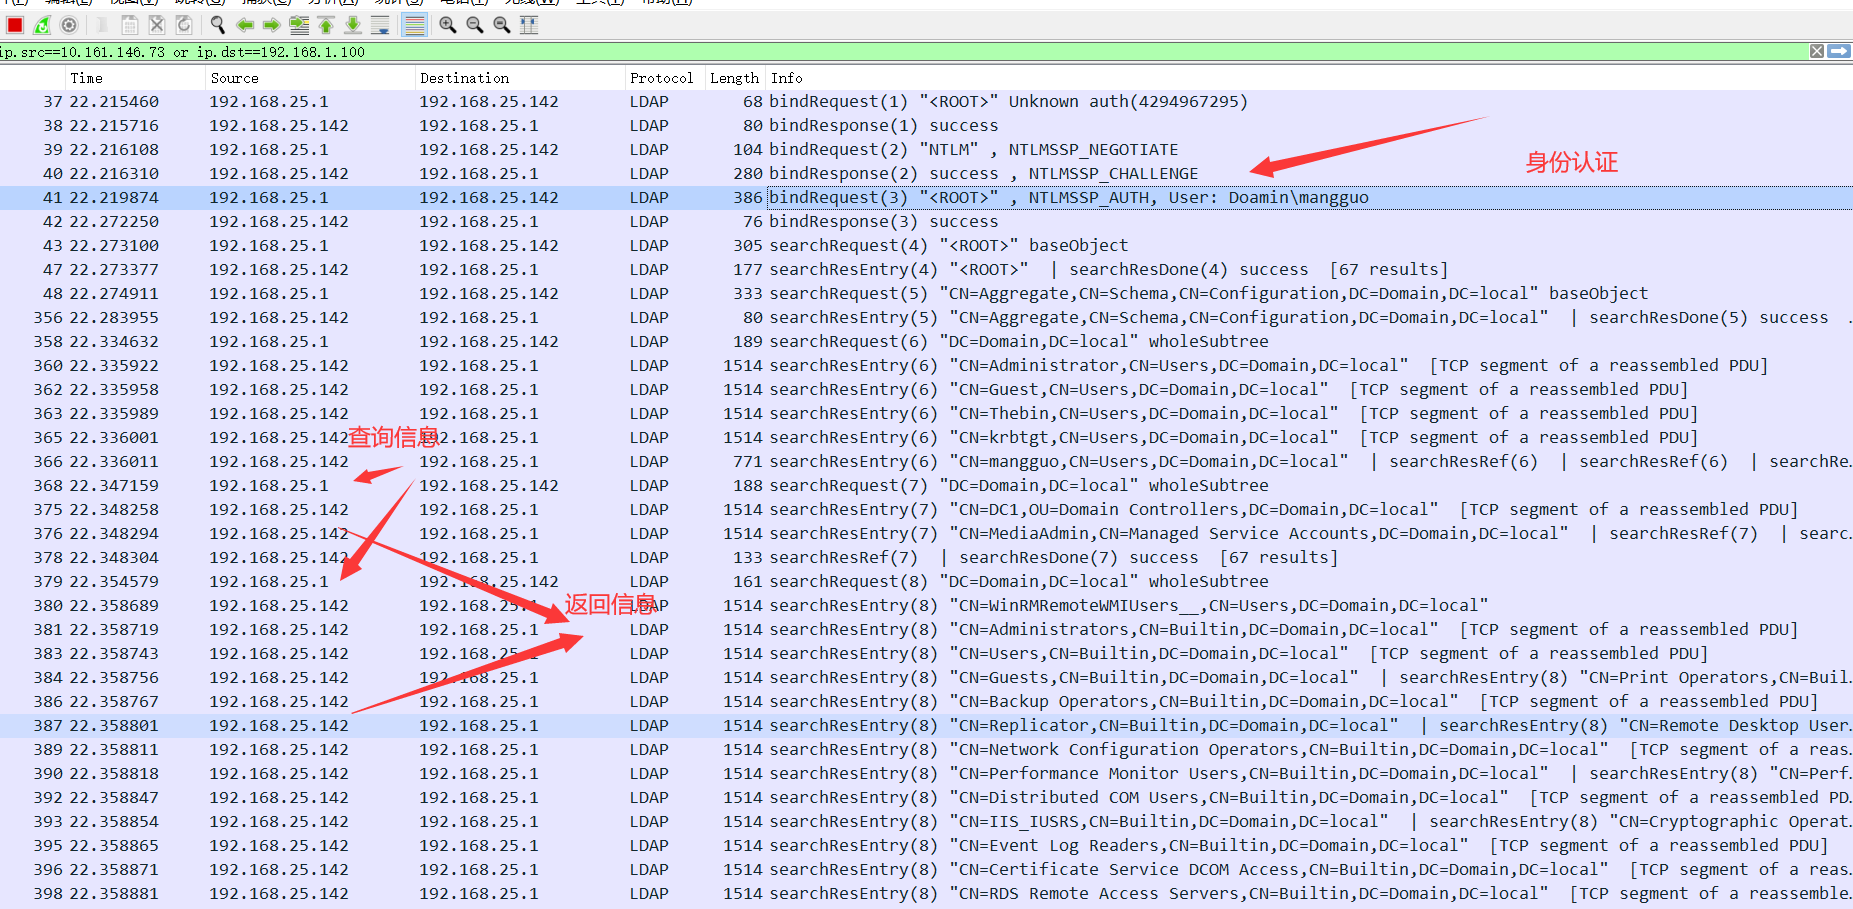 ip.src==10.161.146.73 or ip.dst==192.168.1.100
Time Source Destination Protocol Length Info
37 22.215460 192.168.25.1 192.168.25.142 LDAP 68 bindRequest(1) "<ROOT>" Unknown auth(4294967295)
38 22.215716 192.168.25.142 192.168.25.1 LDAP 80 bindResponse(1) success
39 22.216108 192.168.25.1 192.168.25.142 LDAP 104 bindRequest(2) "NTLM" , NTLMSSP_NEGOTIATE
身份认证
40 22.216310 192.168.25.142 192.168.25.1 LDAP 280 bindResponse(2) success , NTLMSSP_CHALLENGE
41 22.219874 192.168.25.1 192.168.25.142 LDAP 386 bindRequest(3) "<ROOT>" , NTLMSSP_AUTH, User: Doamin\mangguo
42 22.272250 192.168.25.142 192.168.25.1 LDAP 76 bindResponse(3) success
43 22.273100 192.168.25.1 192.168.25.142 LDAP 305 searchRequest(4) "<ROOT>" baseObject
47 22.273377 192.168.25.142 192.168.25.1 LDAP 177 searchResEntry(4) "<ROOT>" | searchResDone(4) success [67 results]
48 22.274911 192.168.25.1 192.168.25.142 LDAP 333 searchRequest(5) "CN=Aggregate,CN=Schema,CN=Configuration,DC=Domain,DC=local" baseObject
356 22.283955 192.168.25.142 192.168.25.1 LDAP 80 searchResEntry(5) "CN=Aggregate,CN=Schema,CN=Configuration,DC=Domain,DC=local" | searchResDone(5) success .
358 22.334632 192.168.25.1 192.168.25.142 LDAP 189 searchRequest(6) "DC=Domain,DC=local" wholeSubtree
360 22.335922 192.168.25.142 192.168.25.1 LDAP 1514 searchResEntry(6) "CN=Administrator,CN=Users,DC=Domain,DC=local" [TCP segment of a reassembled PDU]
362 22.335958 192.168.25.142 192.168.25.1 LDAP 1514 searchResEntry(6) "CN=Guest,CN=Users,DC=Domain,DC=local" [TCP segment of a reassembled PDU]
363 22.335989 192.168.25.142 192.168.25.1 LDAP 1514 searchResEntry(6) "CN=Thebin,CN=Users,DC=Domain,DC=local" [TCP segment of a reassembled PDU]
365 22.336001 192.168.25.142 192.168.25.1 LDAP 1514 searchResEntry(6) "CN=krbtgt,CN=Users,DC=Domain,DC=local" [TCP segment of a reassembled PDU]
查询信息
366 22.336011 192.168.25.142 192.168.25.1 LDAP 771 searchResEntry(6) "CN=mangguo,CN=Users,DC=Domain,DC=local" | searchResRef(6) | searchResRef(6) | searchRe.
368 22.347159 192.168.25.1 192.168.25.142 LDAP 188 searchRequest(7) "DC=Domain,DC=local" wholeSubtree
375 22.348258 192.168.25.142 192.168.25.1 LDAP 1514 searchResEntry(7) "CN=DC1,OU=Domain Controllers,DC=Domain,DC=local" [TCP segment of a reassembled PDU]
376 22.348294 192.168.25.142 192.168.25.1 LDAP 1514 searchResEntry(7) "CN=MediaAdmin,CN=Managed Service Accounts,DC=Domain,DC=local" | searchResRef(7) | searc.
378 22.348304 192.168.25.142 192.168.25.1 LDAP 133 searchResRef(7) | searchResDone(7) success [67 results]
379 22.354579 192.168.25.1 192.168.25.142 LDAP 161 searchRequest(8) "DC=Domain,DC=local" wholeSubtree
返回信息
380 22.358689 192.168.25.142 192.168.25.1 LDAP 1514 searchResEntry(8) "CN=WinRMRemoteWMIUsers__,CN=Users,DC=Domain,DC=local"
381 22.358719 192.168.25.142 192.168.25.1 LDAP 1514 searchResEntry(8) "CN=Administrators,CN=Builtin,DC=Domain,DC=local" [TCP segment of a reassembled PDU]
383 22.358743 192.168.25.142 192.168.25.1 LDAP 1514 searchResEntry(8) "CN=Users,CN=Builtin,DC=Domain,DC=local" [TCP segment of a reassembled PDU]
384 22.358756 192.168.25.142 192.168.25.1 LDAP 1514 searchResEntry(8) "CN=Guests,CN=Builtin,DC=Domain,DC=local" | searchResEntry(8) "CN=Print Operators,CN=Buil.
386 22.358767 192.168.25.142 192.168.25.1 LDAP 1514 searchResEntry(8) "CN=Backup Operators,CN=Builtin,DC=Domain,DC=local" [TCP segment of a reassembled PDU]
387 22.358801 192.168.25.142 192.168.25.1 LDAP 1514 searchResEntry(8) "CN=Replicator,CN=Builtin,DC=Domain,DC=local" | searchResEntry(8) "CN=Remote Desktop User.
389 22.358811 192.168.25.142 192.168.25.1 LDAP 1514 searchResEntry(8) "CN=Network Configuration Operators,CN=Builtin,DC=Domain,DC=local" [TCP segment of a reas.
390 22.358818 192.168.25.142 192.168.25.1 LDAP 1514 searchResEntry(8) "CN=Performance Monitor Users,CN=Builtin,DC=Domain,DC=local" | searchResEntry(8) "CN=Perf.
392 22.358847 192.168.25.142 192.168.25.1 LDAP 1514 searchResEntry(8) "CN=Distributed COM Users,CN=Builtin,DC=Domain,DC=local" [TCP segment of a reassembled PD.
393 22.358854 192.168.25.142 192.168.25.1 LDAP 1514 searchResEntry(8) "CN=IIS_IUSRS,CN=Builtin,DC=Domain,DC=local" | searchResEntry(8) "CN=Cryptographic Operat.
395 22.358865 192.168.25.142 192.168.25.1 LDAP 1514 searchResEntry(8) "CN=Event Log Readers,CN=Builtin,DC=Domain,DC=local" [TCP segment of a reassembled PDU]
396 22.358871 192.168.25.142 192.168.25.1 LDAP 1514 searchResEntry(8) "CN=Certificate Service DCOM Access,CN=Builtin,DC=Domain,DC=local" [TCP segment of a reas.
398 22.358881 192.168.25.142 192.168.25.1 LDAP 1514 searchResEntry(8) "CN=RDS Remote Access Servers,CN=Builtin,DC=Domain,DC=local" [TCP segment of a reassemble.